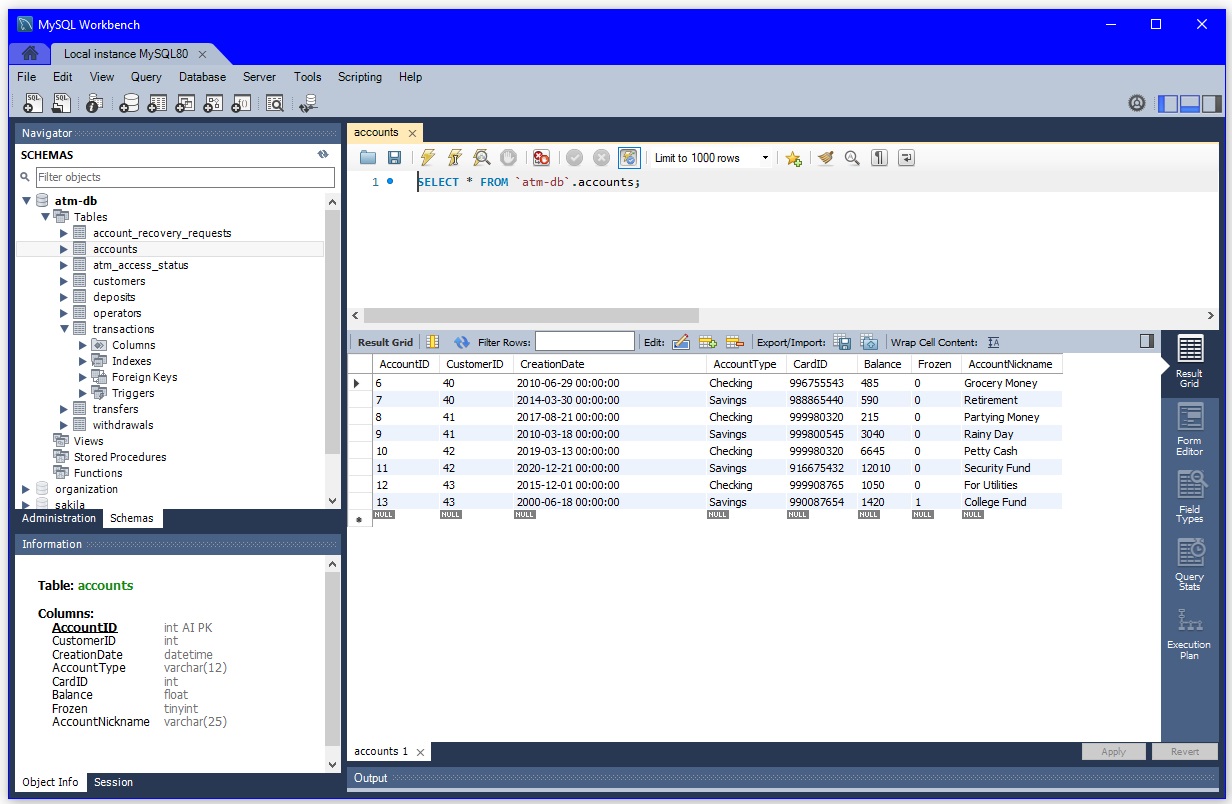 MySQL Workbench
Local instance MySQL80
File Edit View Query Database Server Tools Scripting Help
Navigator
SCHEMAS
Filter objects
atm-db
Tables
account_recovery_requests
accounts
atm_access_status
customers
deposits
operators
transactions
Columns
Indexes
Foreign Keys
Triggers
transfers
withdrawals
Views
Stored Procedures
Functions
organization
sakila
Administration Schemas
Information
Table: accounts
Columns:
AccountID int AI PK
CustomerID int
CreationDate datetime
AccountType varchar(12)
CardID int
Balance float
Frozen tinyint
AccountNickname varchar(25)
Object Info Session
accounts
Limit to 1000 rows
1 SELECT * FROM `atm-db`.accounts;
Result Grid Filter Rows: Edit: Export/Import: Wrap Cell Content:
AccountID CustomerID CreationDate AccountType CardID Balance Frozen AccountNickname
6 40 2010-06-29 00:00:00 Checking 996755543 485 0 Grocery Money
7 40 2014-03-30 00:00:00 Savings 988865440 590 0 Retirement
8 41 2017-08-21 00:00:00 Checking 999980320 215 0 Partying Money
9 41 2010-03-18 00:00:00 Savings 999800545 3040 0 Rainy Day
10 42 2019-03-13 00:00:00 Checking 999980320 6645 0 Petty Cash
11 42 2020-12-21 00:00:00 Savings 916675432 12010 0 Security Fund
12 43 2015-12-01 00:00:00 Checking 999908765 1050 0 For Utilities
13 43 2000-06-18 00:00:00 Savings 990087654 1420 1 College Fund
NULL NULL NULL NULL NULL NULL NULL NULL
Result
Grid
Form
Editor
Field
Types
Query
Stats
Execution
Plan
accounts 1
Apply Revert
Output